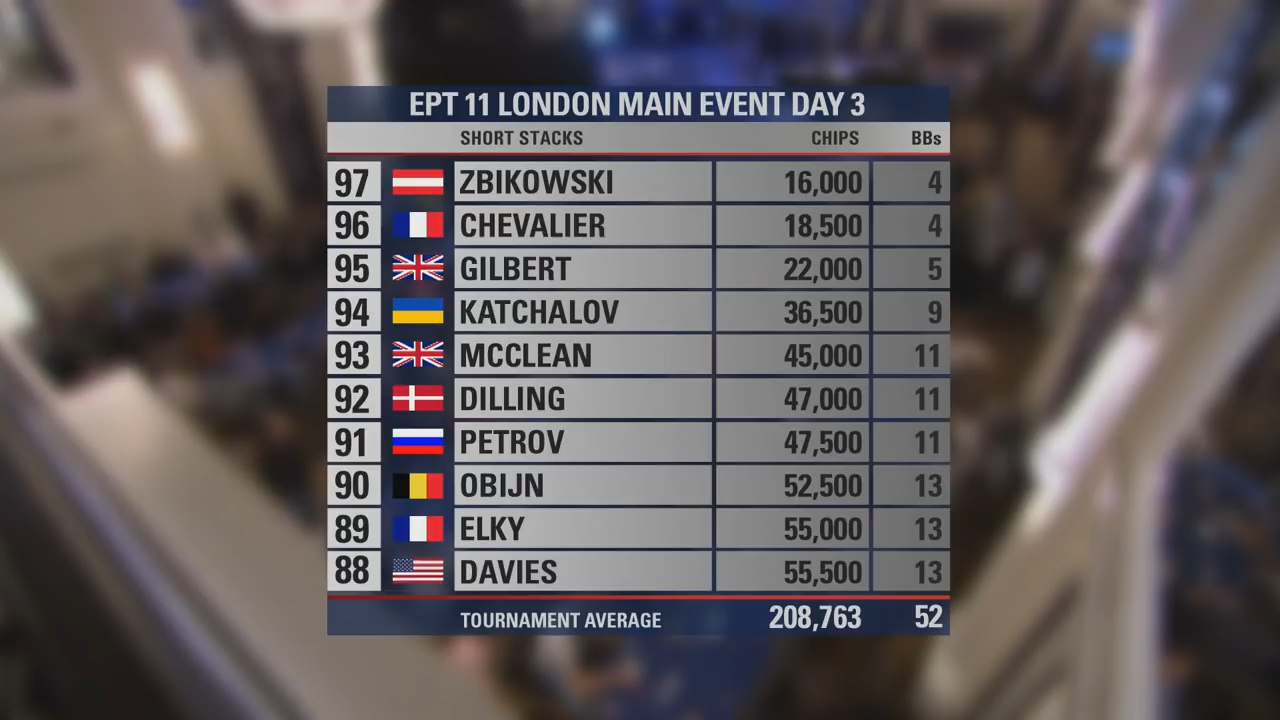 EPT 11 LONDON MAIN EVENT DAY 3
SHORT STACKS CHIPS BBs
97 ZBIKOWSKI 16,000 4
96 CHEVALIER 18,500 4
95 GILBERT 22,000 5
94 KATCHALOV 36,500 9
93 MCCLEAN 45,000 11
92 DILLING 47,000 11
91 PETROV 47,500 11
90 OBIJN 52,500 13
89 ELKY 55,000 13
88 DAVIES 55,500 13
TOURNAMENT AVERAGE 208,763 52